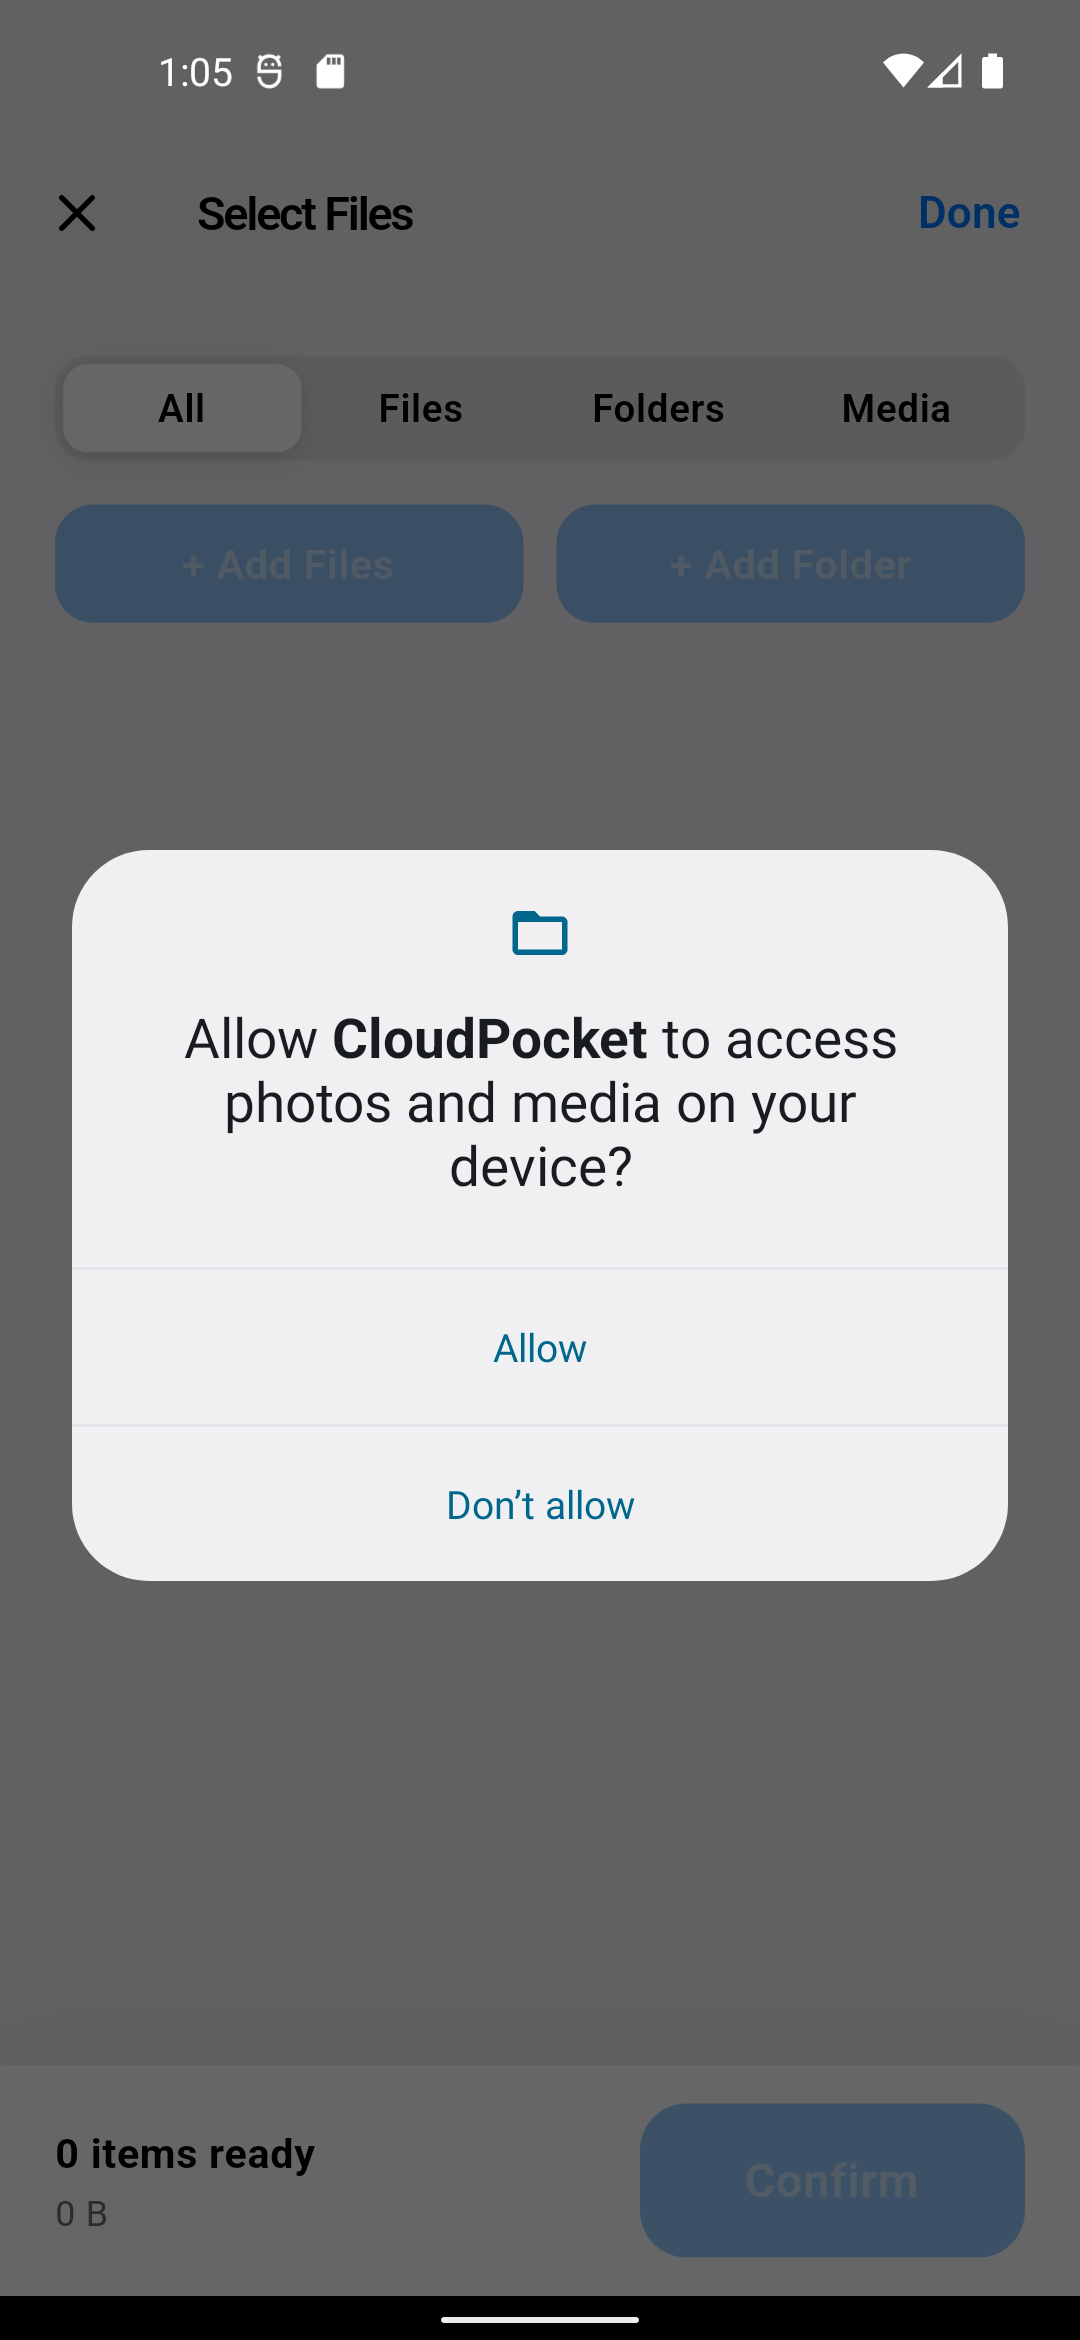 1:05
Select Files
Done
All
Files
Folders
Media
+ Add Files
+ Add Folder
Allow CloudPocket to access
photos and media on your
device?
Allow
Don’t allow
0 items ready
0 B
Confirm